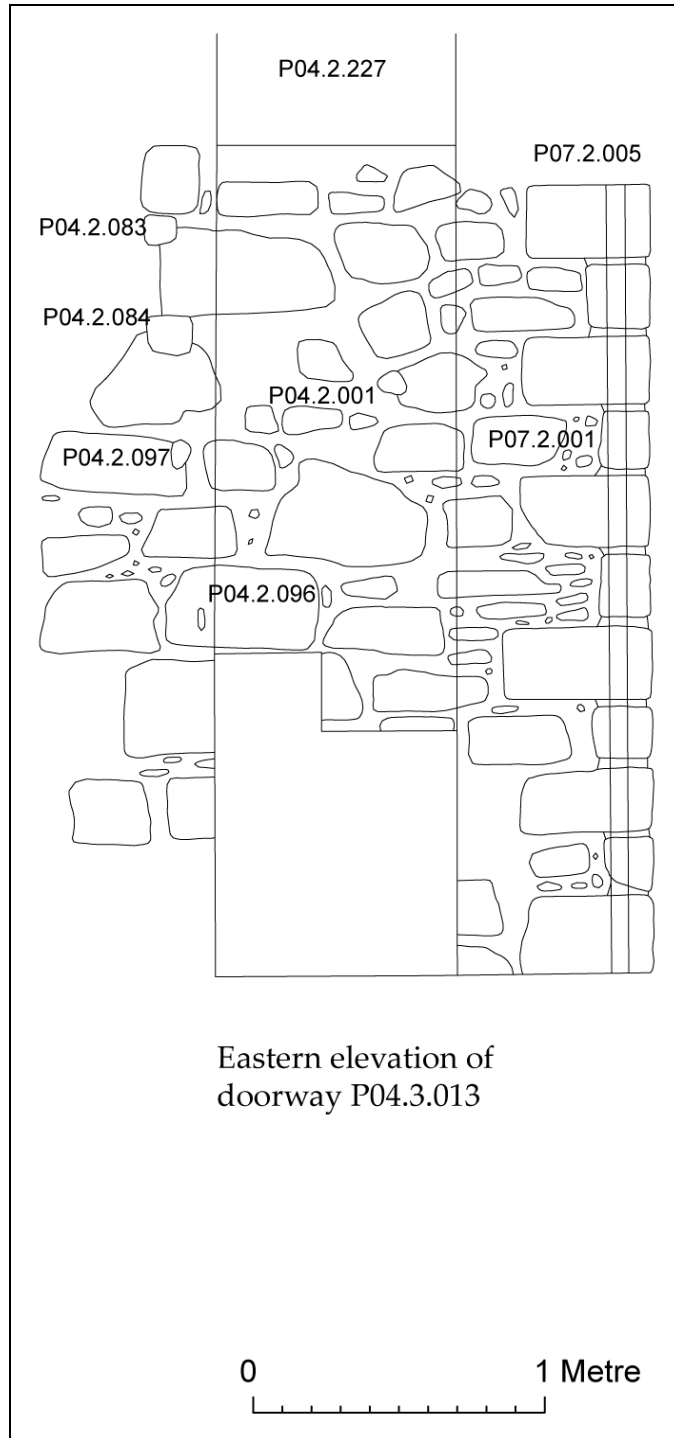 P04.2.227
P07.2.005
P04.2.083
P04.2.084
P04.2.001
P07.2.001
P04.2.097
P04.2.096
Eastern elevation of
doorway P04.3.013
0 1 Metre